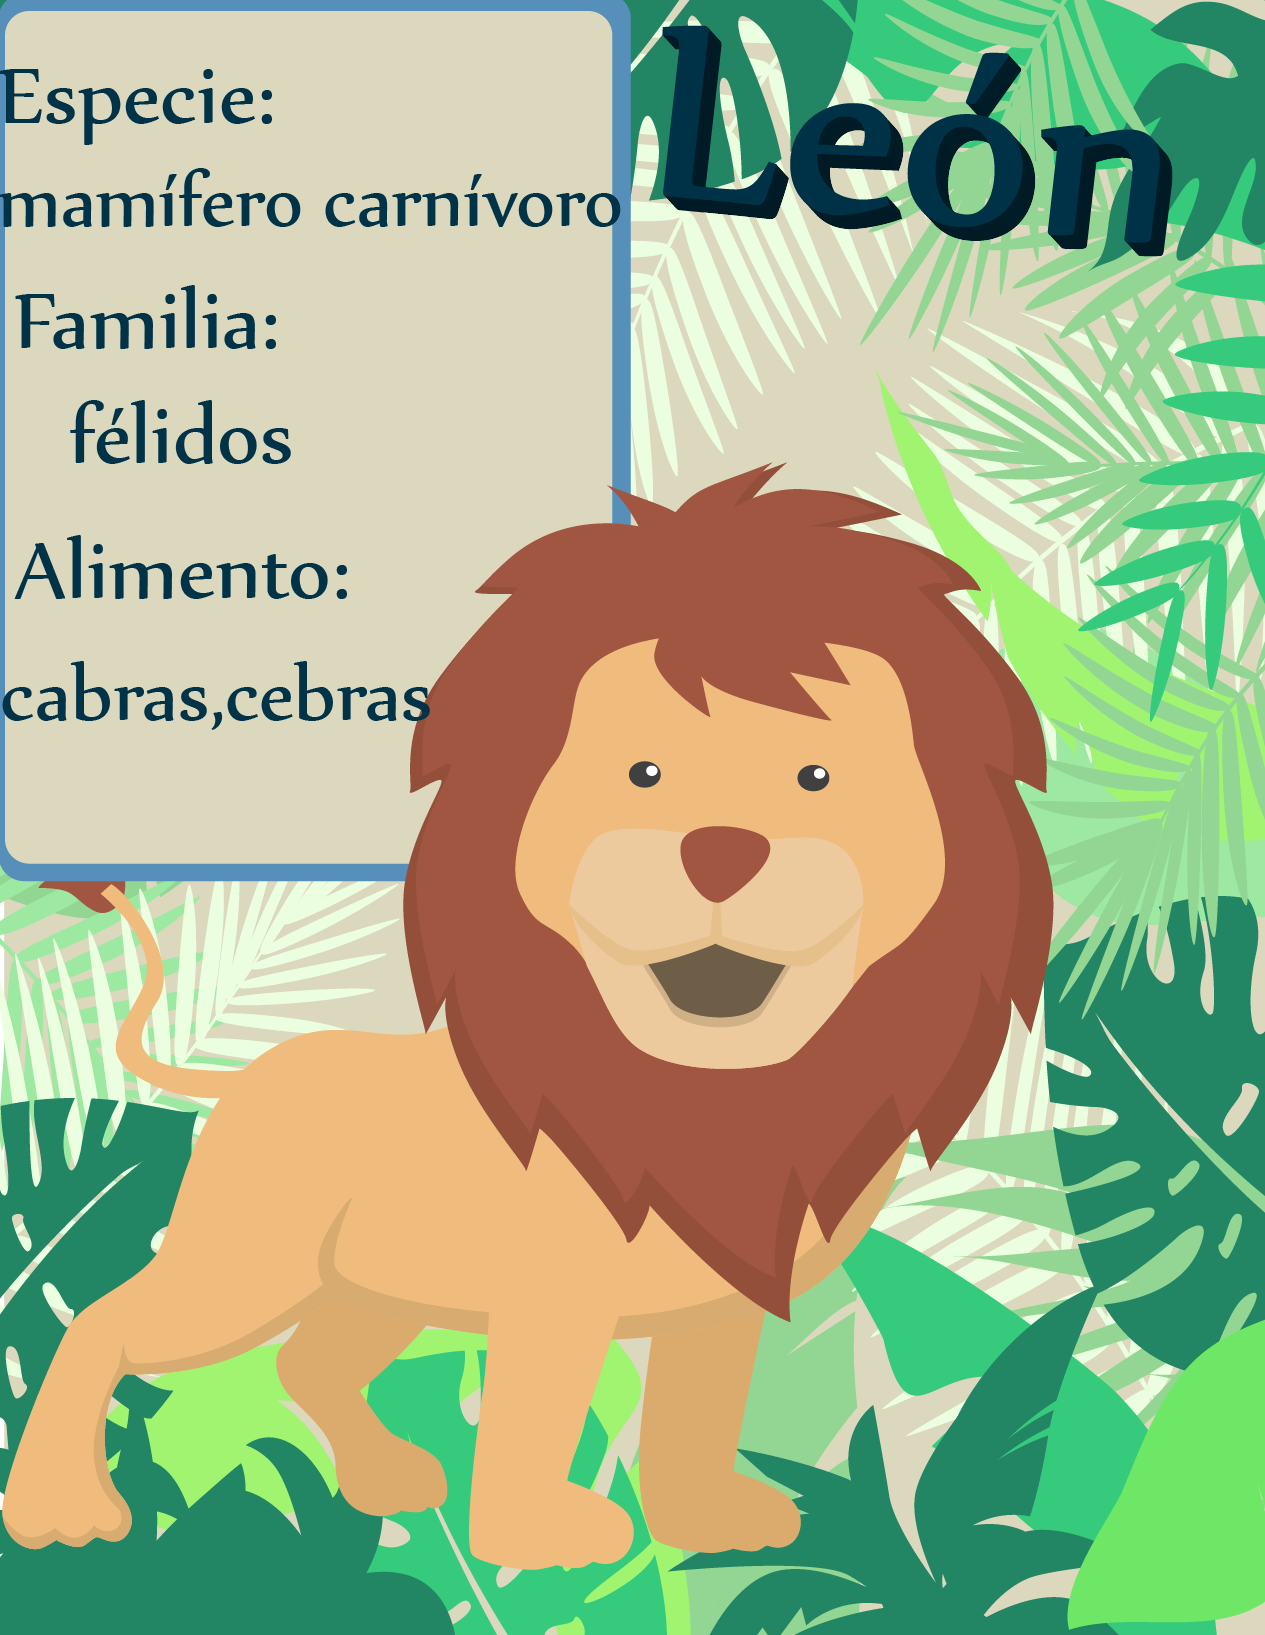 León
Especie:
mamífero carnívoro
Familia:
félidos
Alimento:
cabras,cebras